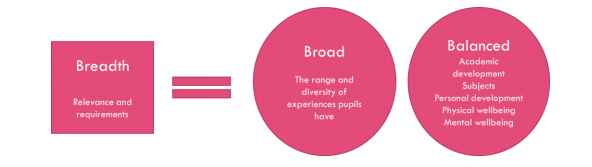 Breadth
Relevance and
requirements
Broad
The range and
diversity of
experiences pupils
have
Balanced
Academic
development
Subjects
Personal development
Physical wellbeing
Mental wellbeing